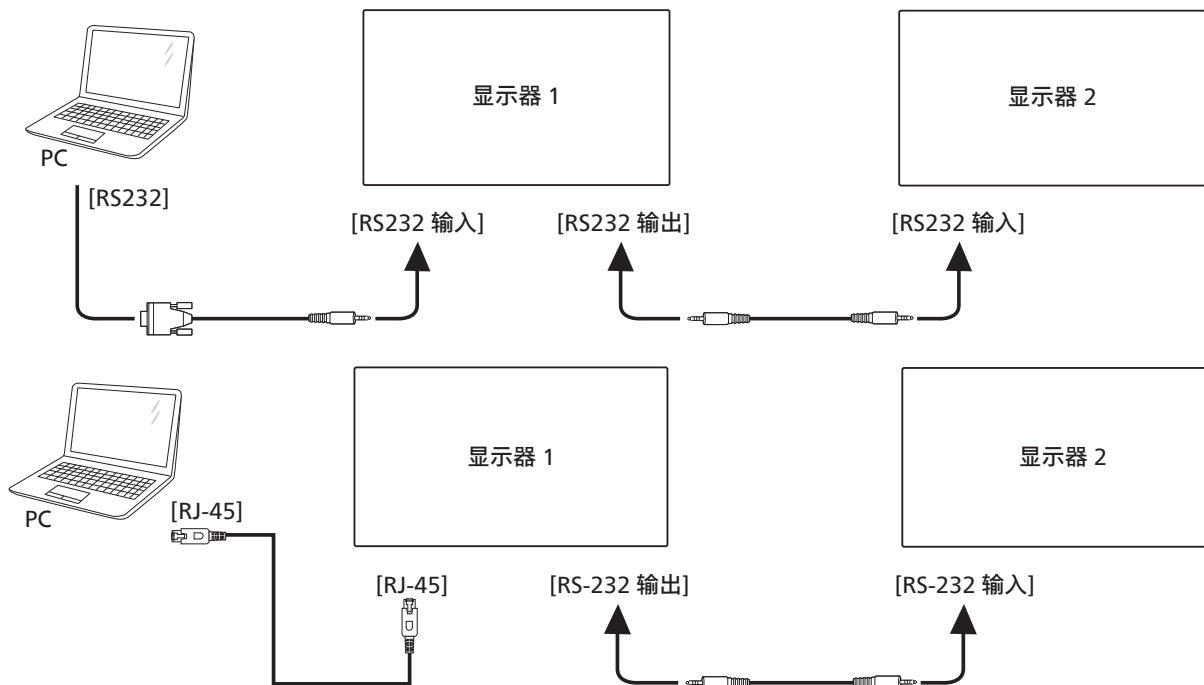 显示器 1
显示器 2
PC
[RS232]
[RS232 输入]
[RS232 输出]
[RS232 输入]
显示器 1
显示器 2
PC
[RJ-45]
[RJ-45]
[RS-232 输出]
[RS-232 输入]